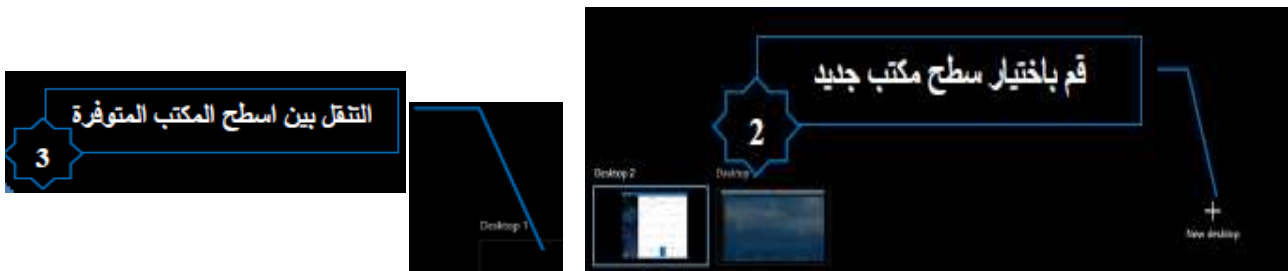 قم باختيار سطح مكتب جديد
2
Desktop 2
Desktop
New desktop
التنقل بين اسطح المكتب المتوفرة
3
Desktop 1